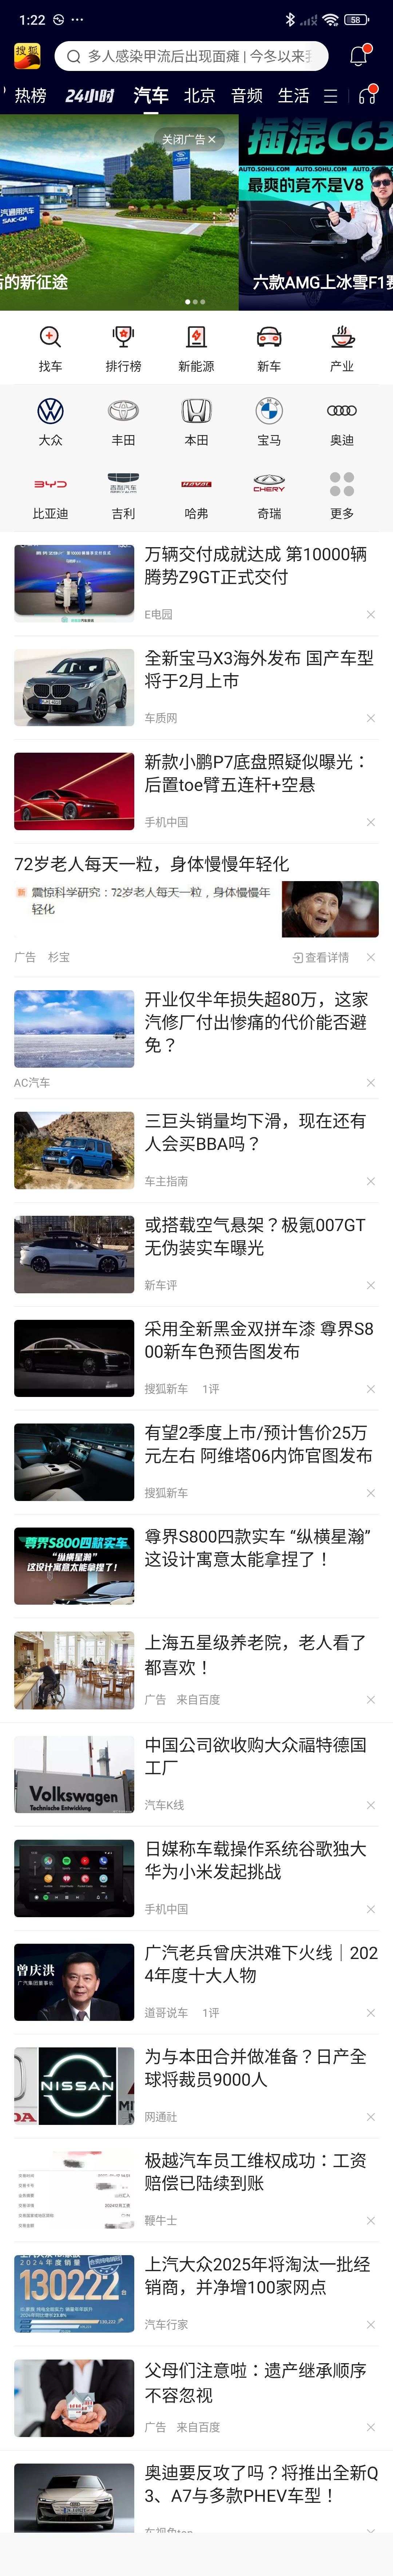 1:22
58
搜狐
多人感染甲流后出现面瘫 | 今冬以来
热榜 24小时 汽车 北京 音频 生活
关闭广告×
汽通用汽车
SAIC-GM
的新征途
插混C63
AUTO.SOHU.COM AUTO.SOHU.COM
最爽的竟不是V8
六款AMG上冰雪F1赛
找车 排行榜 新能源 新车 产业
大众 丰田 本田 宝马 奥迪
BYD 吉利汽车 HAVAL CHERY
比亚迪 吉利 哈弗 奇瑞 更多
万辆交付成就达成 第10000辆
腾势Z9GT正式交付
E电园
全新宝马X3海外发布 国产车型
将于2月上市
车质网
新款小鹏P7底盘照疑似曝光：
后置toe臂五连杆+空悬
手机中国
72岁老人每天一粒，身体慢慢年轻化
新 震惊科学研究：72岁老人每天一粒，身体慢慢年
轻化
广告 杉宝 查看详情
开业仅半年损失超80万，这家
汽修厂付出惨痛的代价能否避
免？
AC汽车
三巨头销量均下滑，现在还有
人会买BBA吗？
车主指南
或搭载空气悬架？极氪007GT
无伪装实车曝光
新车评
采用全新黑金双拼车漆 尊界S8
00新车色预告图发布
搜狐新车 1评
有望2季度上市/预计售价25万
元左右 阿维塔06内饰官图发布
搜狐新车
尊界S800四款实车
“纵横星瀚”
这设计寓意太能拿捏了！
尊界S800四款实车 “纵横星瀚”
这设计寓意太能拿捏了！
上海五星级养老院，老人看了
都喜欢！
广告 来自百度
Volkswagen
Technische Entwicklung
中国公司欲收购大众福特德国
工厂
汽车K线
日媒称车载操作系统谷歌独大
华为小米发起挑战
手机中国
曾庆洪
广汽集团董事长
广汽老兵曾庆洪难下火线｜202
4年度十大人物
道哥说车 1评
NISSAN
为与本田合并做准备？日产全
球将裁员9000人
网通社
极越汽车员工维权成功：工资
赔偿已陆续到账
鞭牛士
2024年度销量
130222
上汽大众2025年将淘汰一批经
销商，并净增100家网点
汽车行家
父母们注意啦：遗产继承顺序
不容忽视
广告 来自百度
奥迪要反攻了吗？将推出全新Q
3、A7与多款PHEV车型！